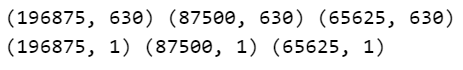 (196875, 630) (87500, 630) (65625, 630)
(196875, 1) (87500, 1) (65625, 1)